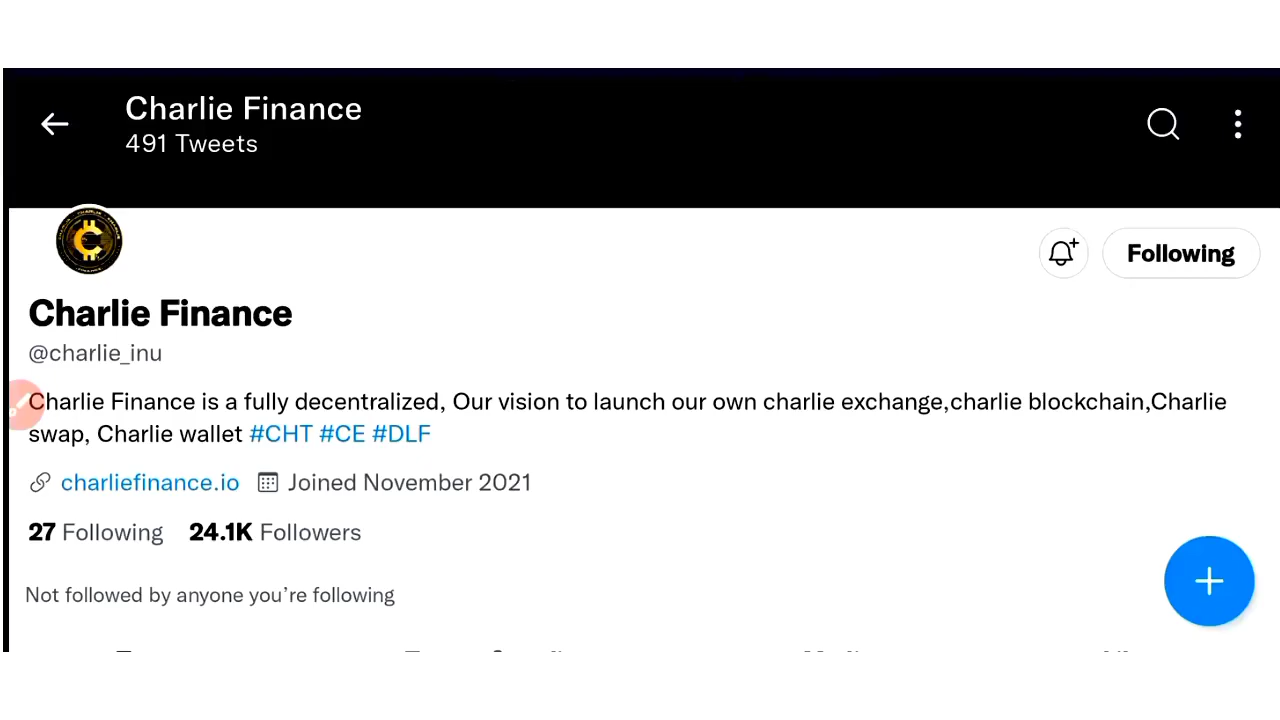 Charlie Finance
491 Tweets
Following
Charlie Finance
@charlie_inu
Charlie Finance is a fully decentralized, Our vision to launch our own charlie exchange,charlie blockchain,Charlie
swap, Charlie wallet #CHT #CE #DLF
charliefinance.io Joined November 2021
27 Following 24.1K Followers
Not followed by anyone you’re following